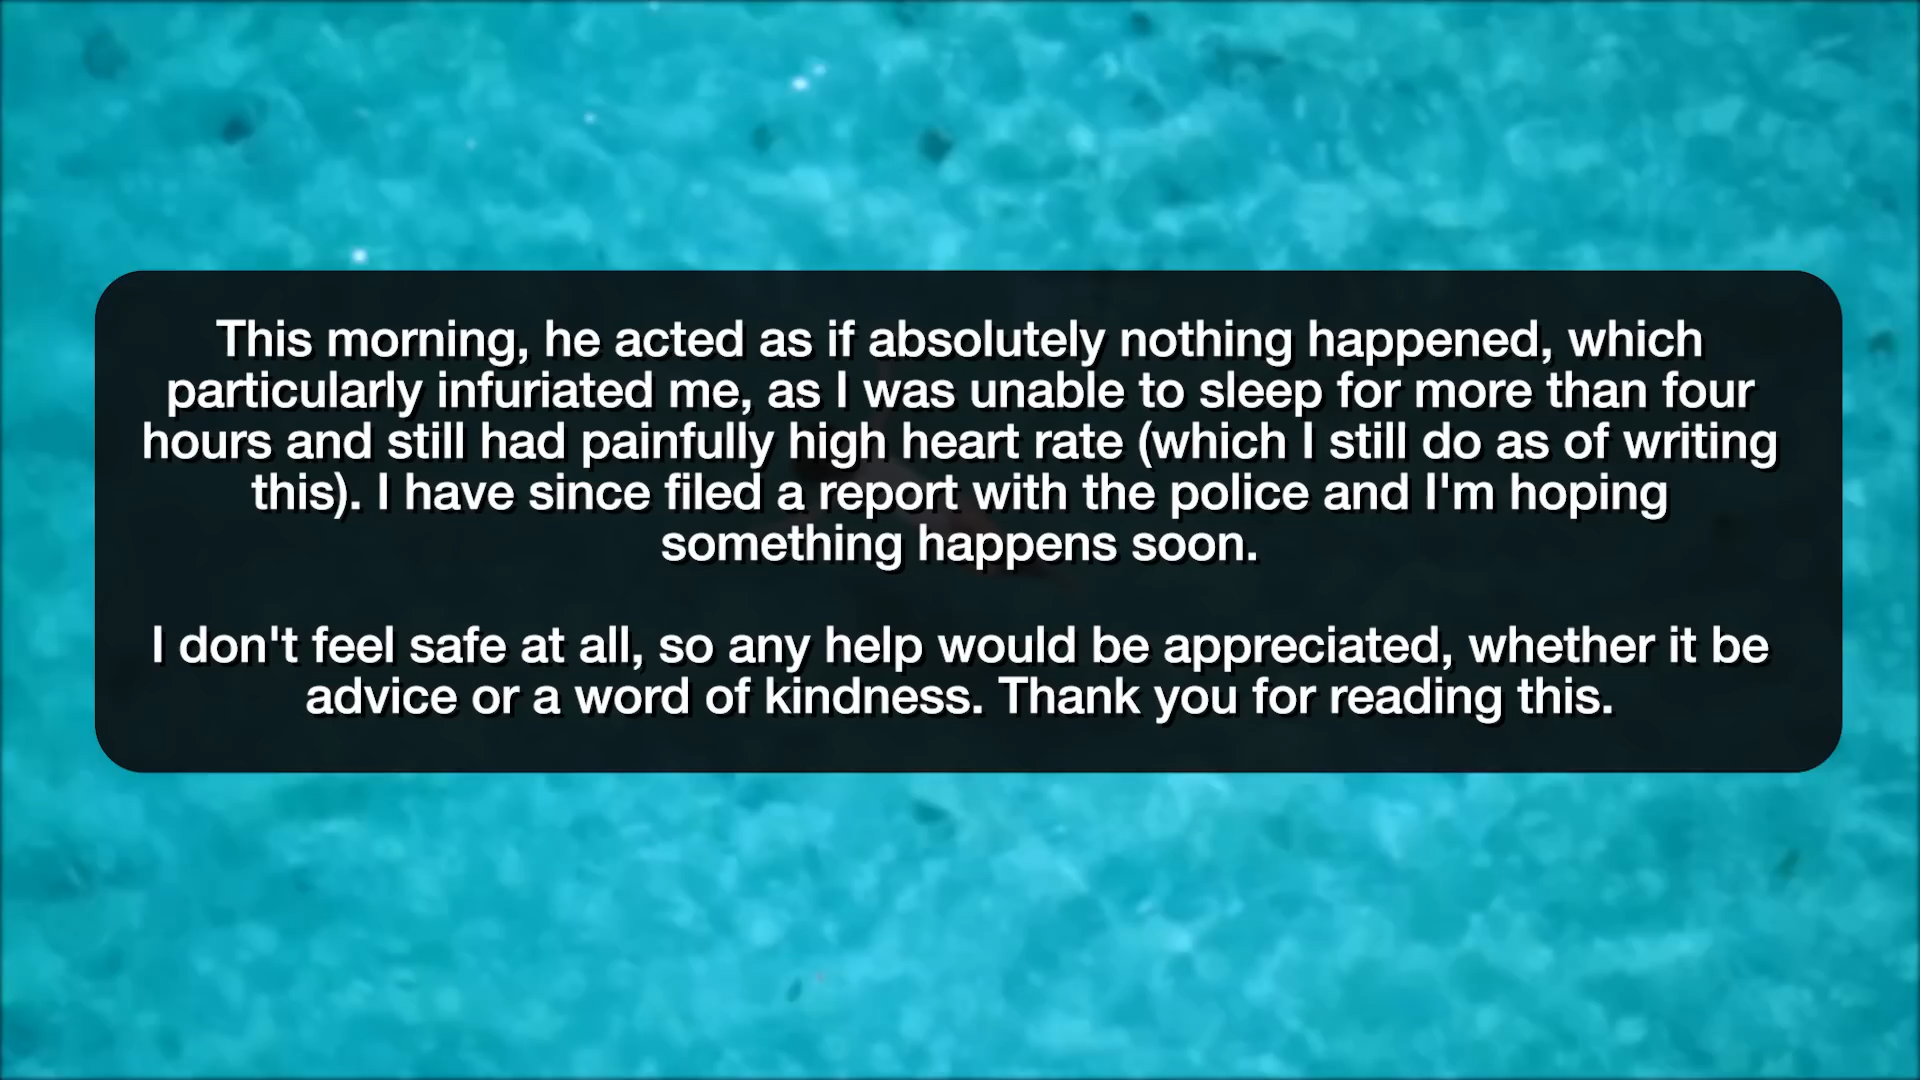 This morning, he acted as if absolutely nothing happened, which
particularly infuriated me, as I was unable to sleep for more than four
hours and still had painfully high heart rate (which I still do as of writing
this). I have since filed a report with the police and I'm hoping
something happens soon.
I don't feel safe at all, so any help would be appreciated, whether it be
advice or a word of kindness. Thank you for reading this.